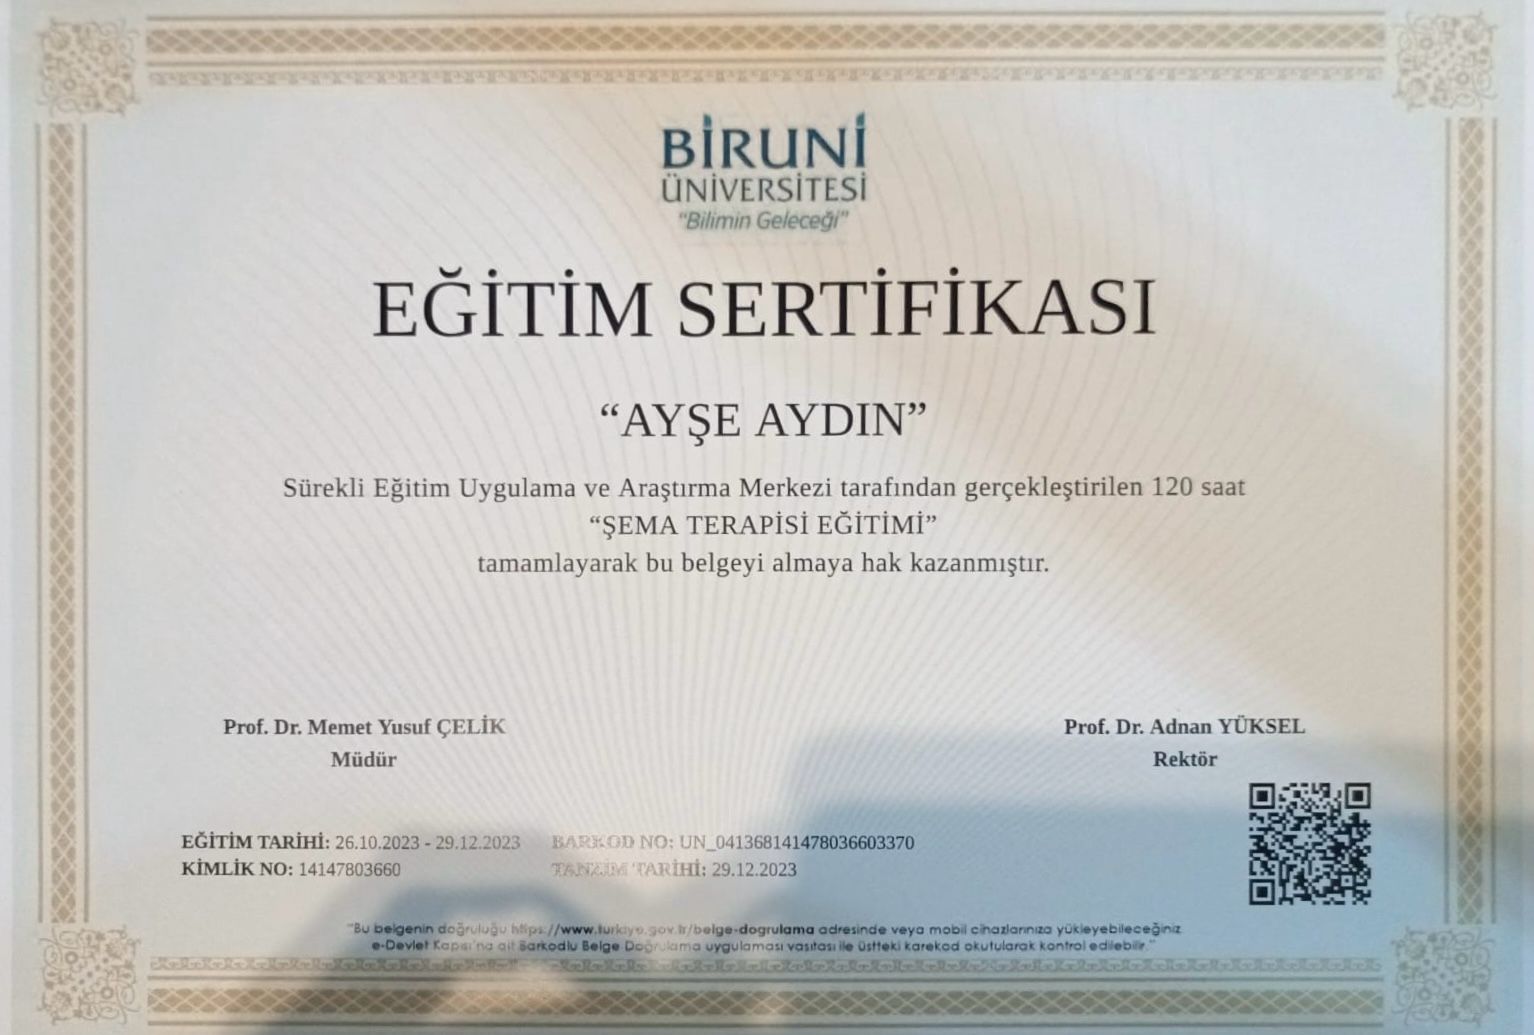 BİRUNİ
ÜNİVERSİTESİ
"Bilimin Geleceği"
EĞİTİM SERTİFİKASI
“AYŞE AYDIN”
Sürekli Eğitim Uygulama ve Araştırma Merkezi tarafından gerçekleştirilen 120 saat
“ŞEMA TERAPİSİ EĞİTİMİ”
tamamlayarak bu belgeyi almaya hak kazanmıştır.
Prof. Dr. Memet Yusuf ÇELİK
Müdür
Prof. Dr. Adnan YÜKSEL
Rektör
EĞİTİM TARİHİ: 26.10.2023 - 29.12.2023 BARKOD NO: UN_041368141478036603370
KİMLİK NO: 14147803660 TANZİM TARİHİ: 29.12.2023
"Bu belgenin doğruluğu https://www.turkiye.gov.tr/belge-dogrulama adresinde veya mobil cihazlarınıza yükleyebileceğiniz
e-Devlet Kapısı'na ait Barkodlu Belge Doğrulama uygulaması vasıtası ile üstteki karekod okutularak kontrol edilebilir."